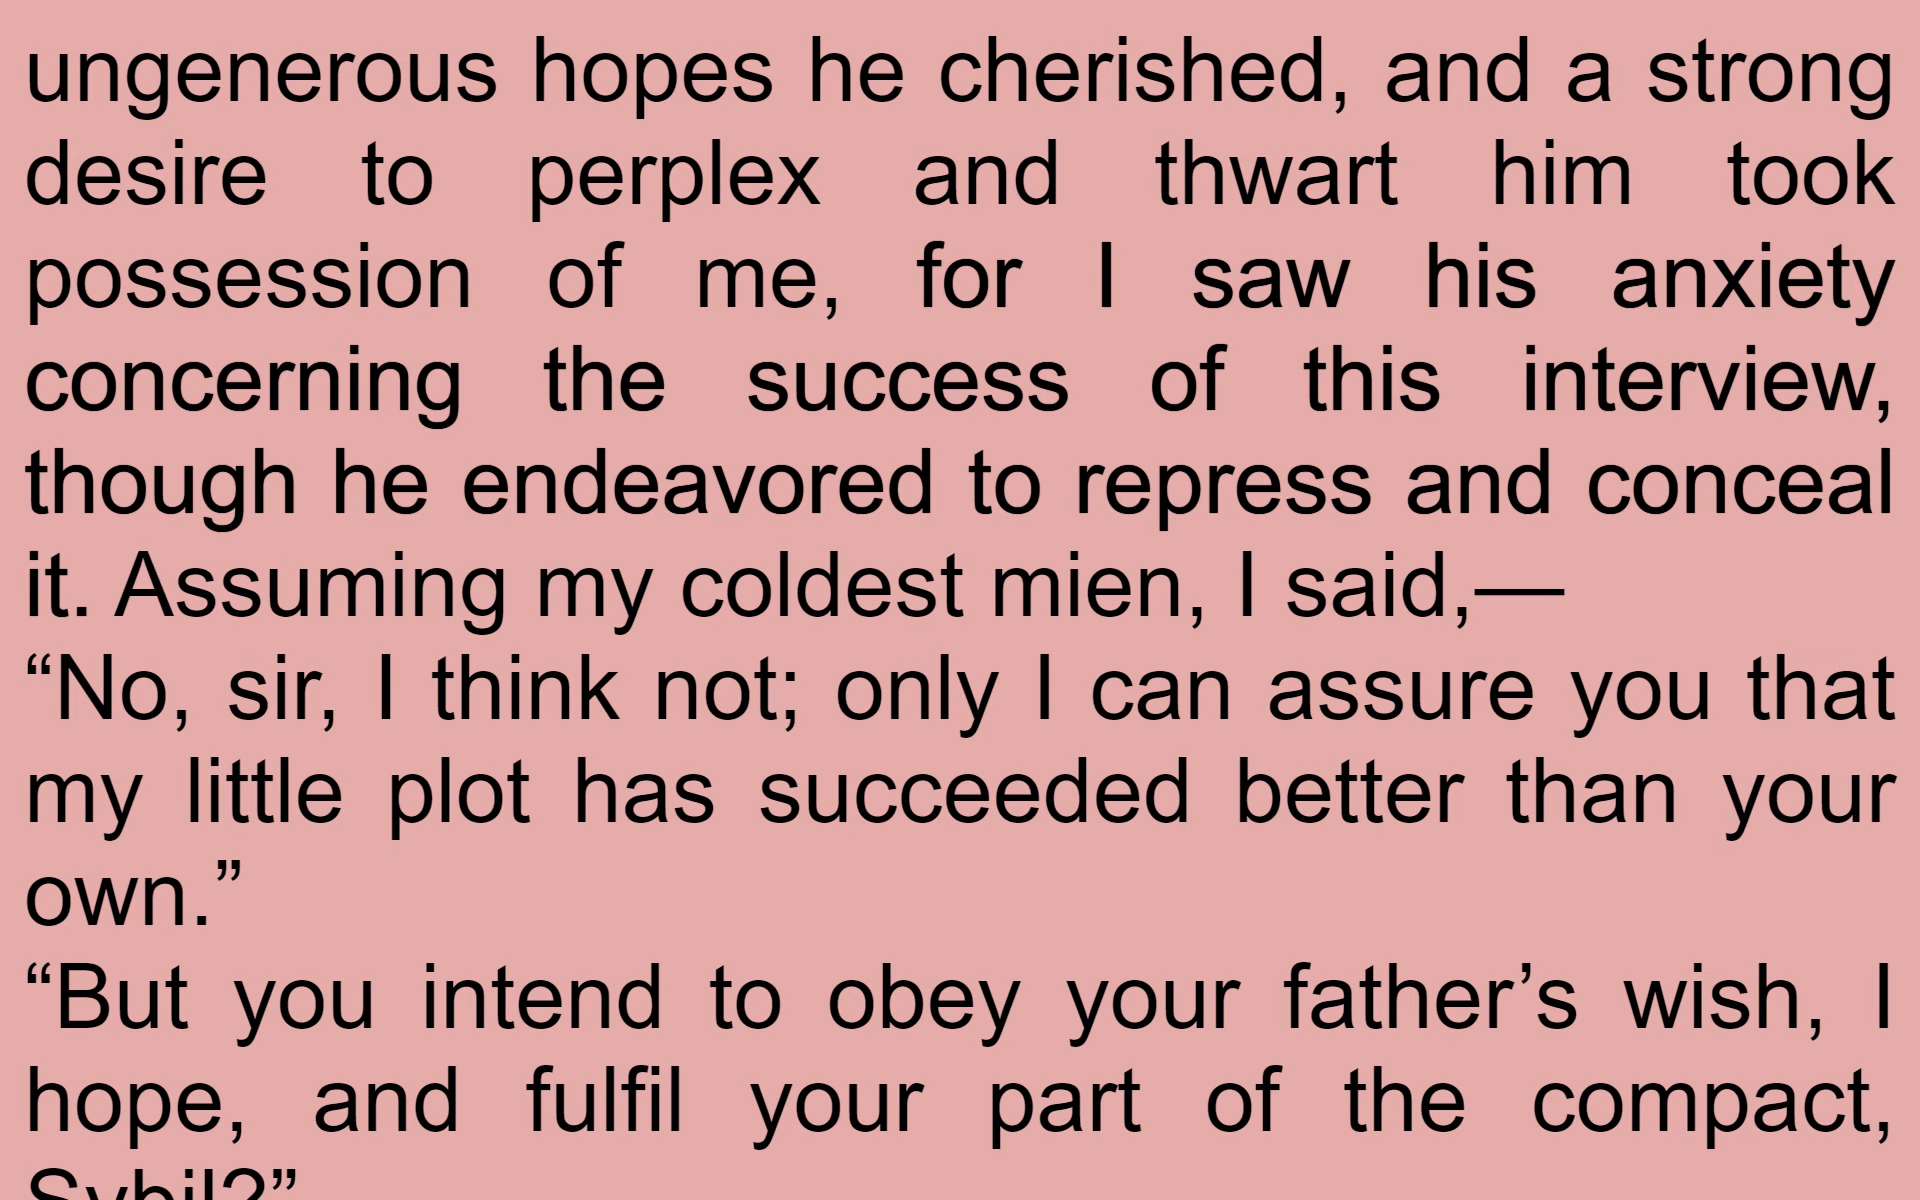 ungenerous hopes he cherished, and a strong
desire to perplex and thwart him took
possession of me, for I saw his anxiety
concerning the success of this interview,
though he endeavored to repress and conceal
it. Assuming my coldest mien, I said,—
“No, sir, I think not; only I can assure you that
my little plot has succeeded better than your
own.”
“But you intend to obey your father’s wish, I
hope, and fulfil your part of the compact,
Sybil?”